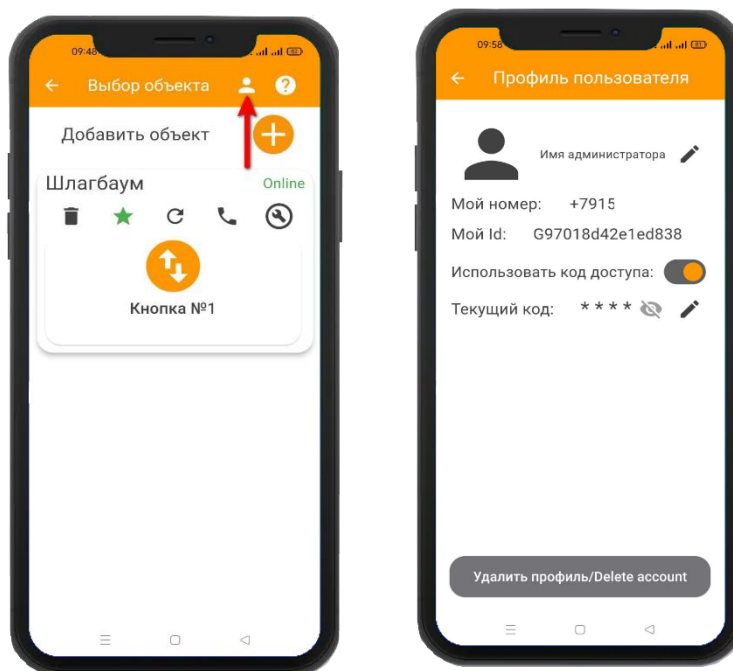 09:48
Выбор объекта
Добавить объект
Шлагбаум Online
Кнопка №1
09:58
Профиль пользователя
Имя администратора
Мой номер: +7915
Мой Id: G97018d42e1ed838
Использовать код доступа:
Текущий код: ****
Удалить профиль/Delete account